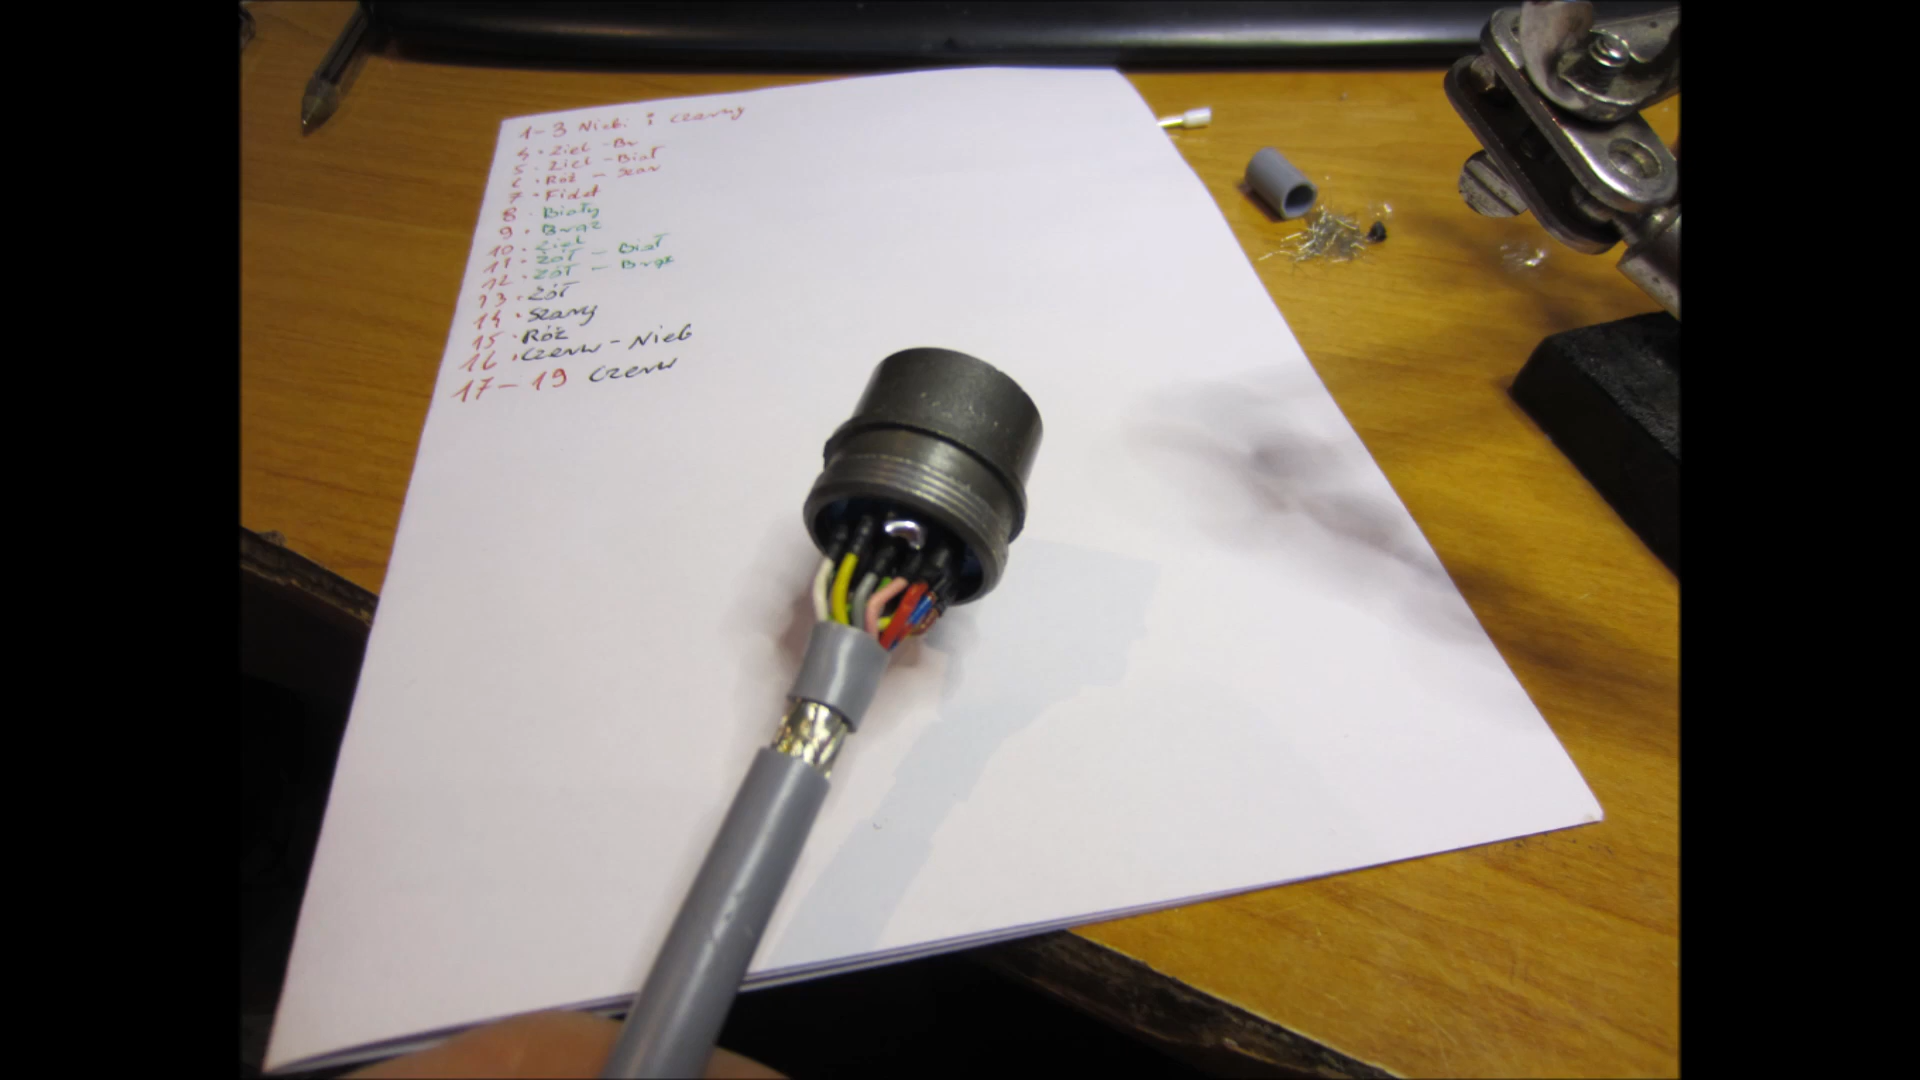 1-3 Nieb. i czarny
4 • Ziel - Br
5 • Ziel - Biał
6 • Róż - Szar
7 • Fiolet
8 • Biały
9 • Brąz
10 • Ziel
11 • Żół - Biał
12 • Żół - Brąz
13 • Żół
14 • Szary
15 • Róż
16 • Czerw - Nieb
17-19 Czerw